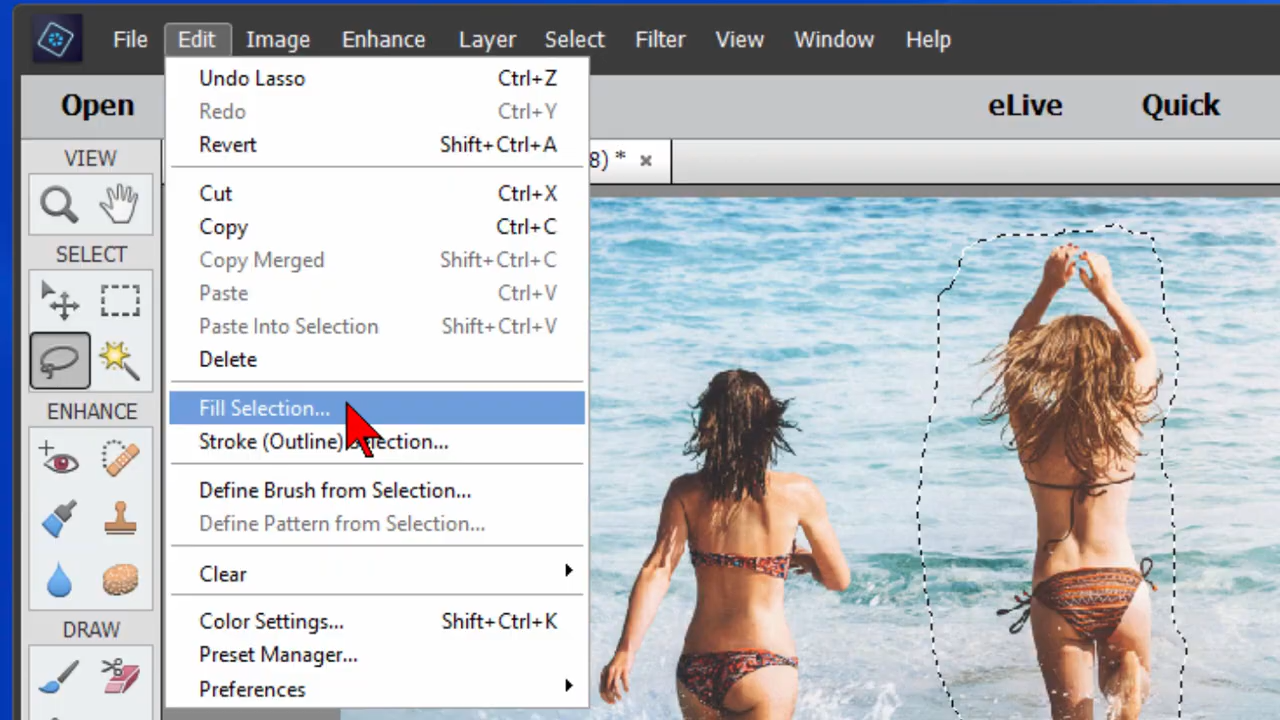 File Edit Image Enhance Layer Select Filter View Window Help
Open eLive Quick
8) * ×
VIEW
SELECT
ENHANCE
DRAW
Undo Lasso Ctrl+Z
Redo Ctrl+Y
Revert Shift+Ctrl+A
Cut Ctrl+X
Copy Ctrl+C
Copy Merged Shift+Ctrl+C
Paste Ctrl+V
Paste Into Selection Shift+Ctrl+V
Delete
Fill Selection...
Stroke (Outline) Selection...
Define Brush from Selection...
Define Pattern from Selection...
Clear
Color Settings... Shift+Ctrl+K
Preset Manager...
Preferences